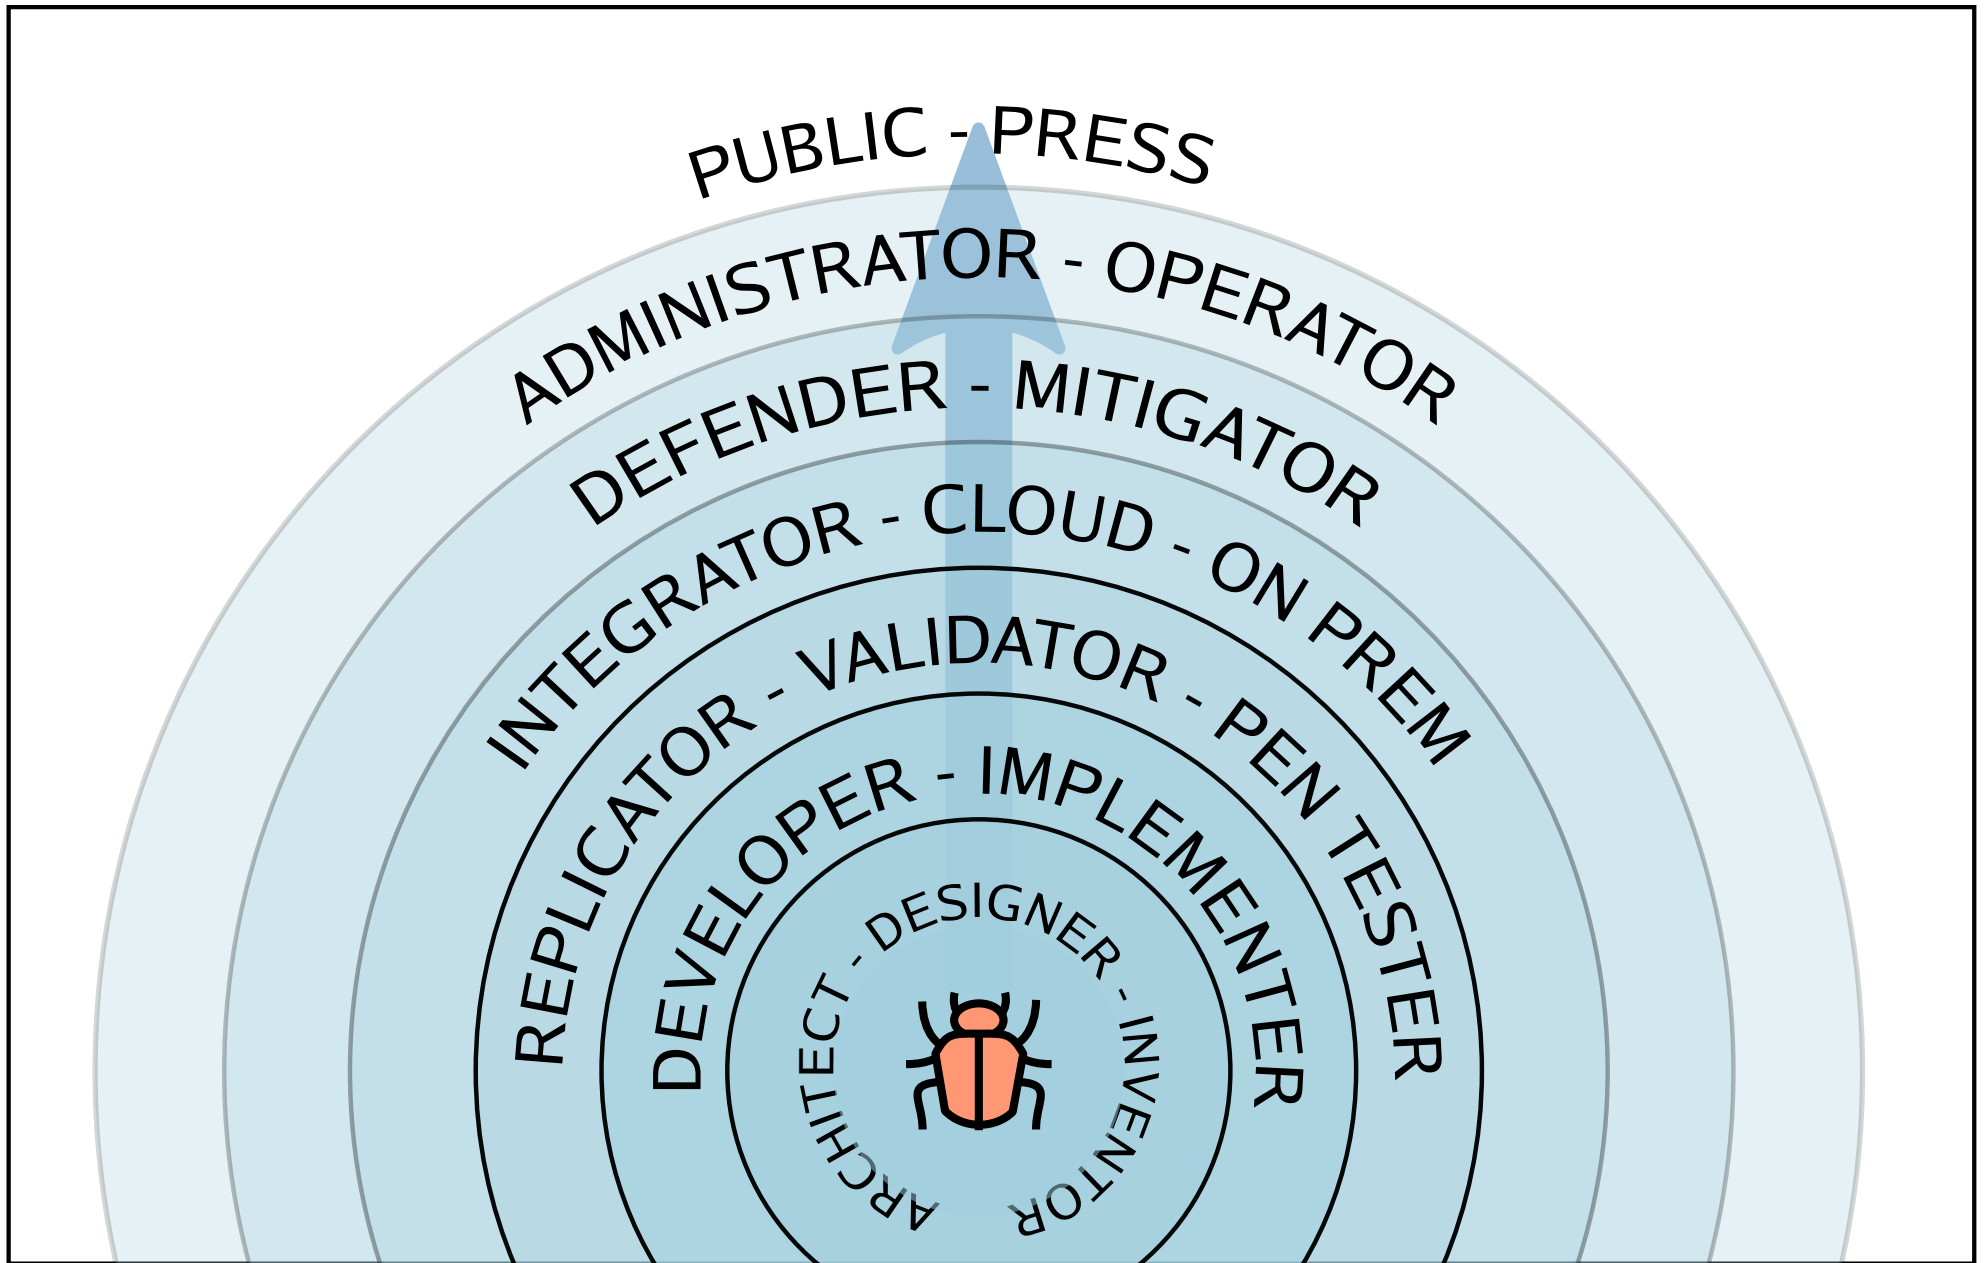 PUBLIC - PRESS
ADMINISTRATOR - OPERATOR
DEFENDER - MITIGATOR
INTEGRATOR - CLOUD - ON PREM
REPLICATOR - VALIDATOR - PEN TESTER
DEVELOPER - IMPLEMENTER
ARCHITECT - DESIGNER - INVENTOR